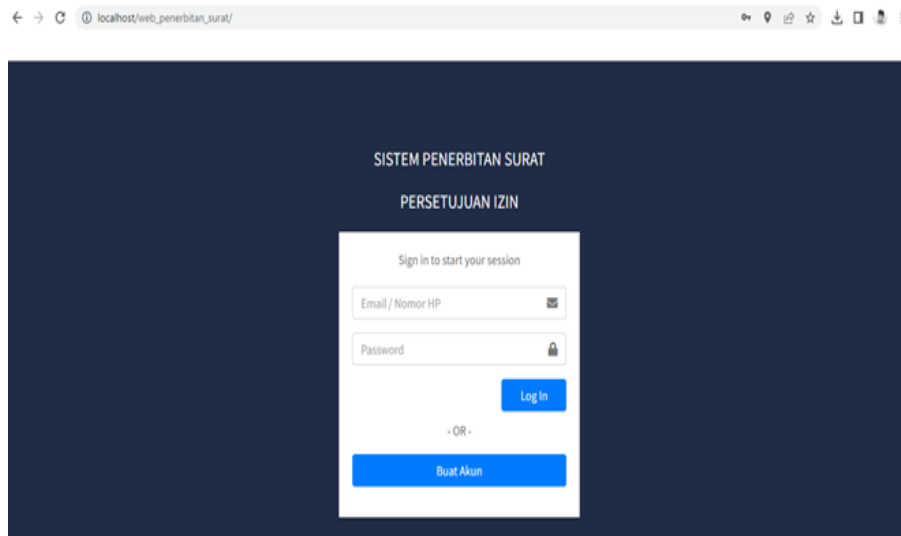 localhost/web_penerbitan_surat/
SISTEM PENERBITAN SURAT
PERSETUJUAN IZIN
Sign in to start your session
Email / Nomor HP
Password
Log In
- OR -
Buat Akun